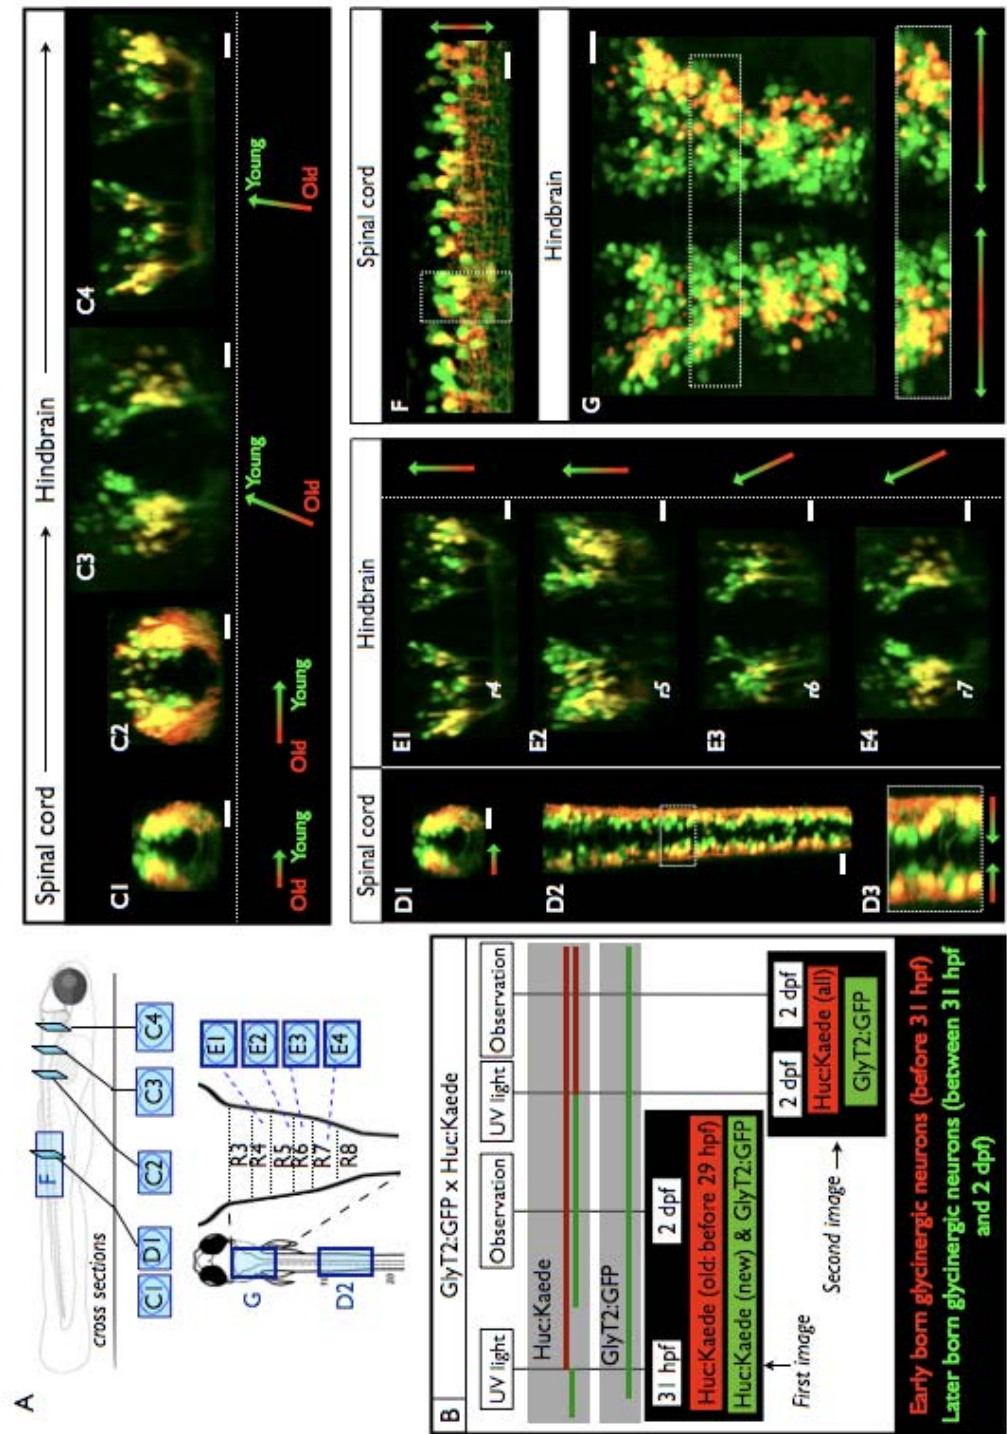 A
F
C1
D1
C2
C3
C4
cross sections
G
D2
10
20
R3
R4
R5
R6
R7
R8
E1
E2
E3
E4
B
GlyT2:GFP x Huc:Kaede
UV light
Observation
UV light
Observation
Huc:Kaede
GlyT2:GFP
31 hpf
2 dpf
Huc:Kaede (old: before 29 hpf)
Huc:Kaede (new) & GlyT2:GFP
2 dpf
2 dpf
Huc:Kaede (all)
GlyT2:GFP
First image
Second image
Early born glycinergic neurons (before 31 hpf)
Later born glycinergic neurons (between 31 hpf
and 2 dpf)
Spinal cord
Hindbrain
C1
C2
C3
C4
Old Young
Old Young
Young
Old
Young
Old
Spinal cord
Hindbrain
D1
D2
D3
E1
r4
E2
r5
E3
r6
E4
r7
Spinal cord
F
Hindbrain
G